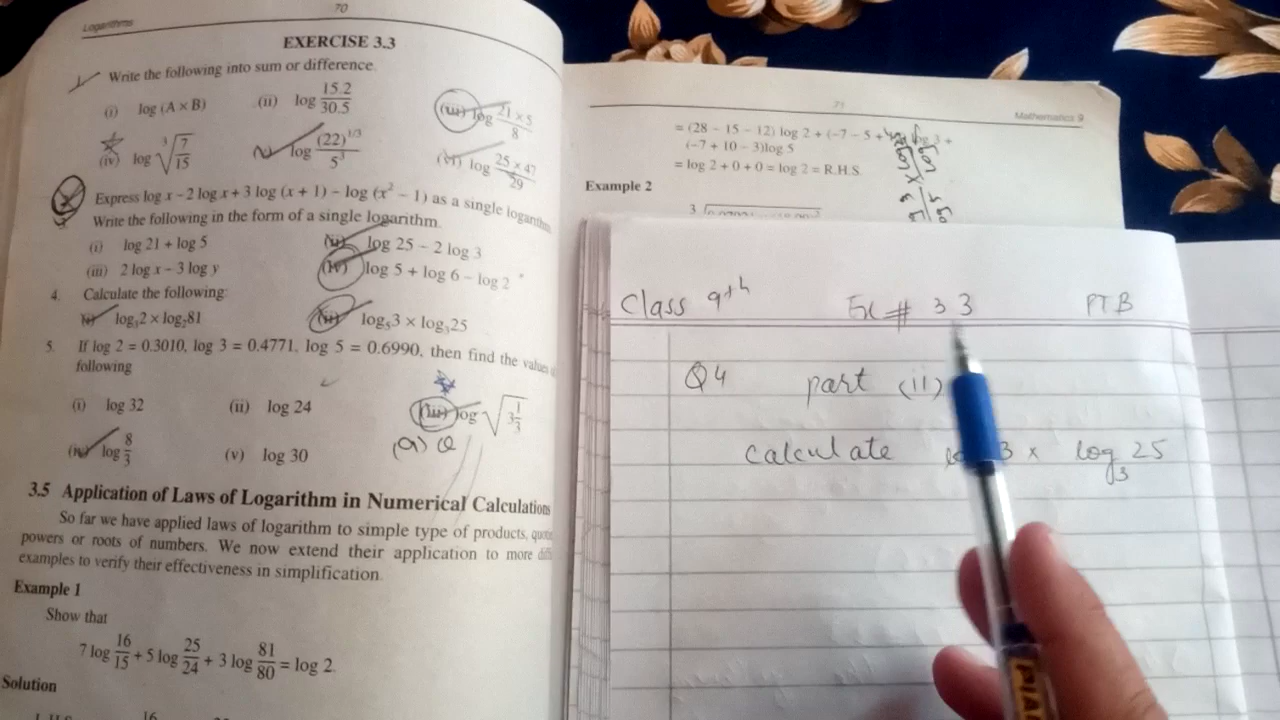 Logarithms
70
EXERCISE 3.3
Write the following into sum or difference.
(i) log (A × B) (ii) log 15.2/30.5 (iii) log 21 × 5/8
(iv) log ∛7/15 (v) log (22)^1/3/5^3 (vi) log 25 × 47/29
Express log x − 2 log x + 3 log (x + 1) − log (x² − 1) as a single
Write the following in the form of a single logarithm.
(i) log 21 + log 5 (ii) log 25 − 2 log 3
(iii) 2 log x − 3 log y (iv) log 5 + log 6 − log 2
4. Calculate the following:
log₃2 × log₂81 (ii) log₅3 × log₃25
5. If log 2 = 0.3010, log 3 = 0.4771, log 5 = 0.6990, then find the values
following
(i) log 32 (ii) log 24 (iii) log √3 1/3
(iv) log 8/3 (v) log 30
3.5 Application of Laws of Logarithm in Numerical Calculations
So far we have applied laws of logarithm to simple type of products,
powers or roots of numbers. We now extend their application to more
examples to verify their effectiveness in simplification.
Example 1
Show that
7 log 16/15 + 5 log 25/24 + 3 log 81/80 = log 2.
Solution
71
Mathematics 9
= (28 − 15 − 12) log 2 + (−7 − 5 + log 3 +
(−7 + 10 − 3)log 5
= log 2 + 0 + 0 = log 2 = R.H.S.
Example 2
Class 9th Ex # 3 3 PTB
Q4 part (ii)
Calculate 3 × log₃ 25
PIA